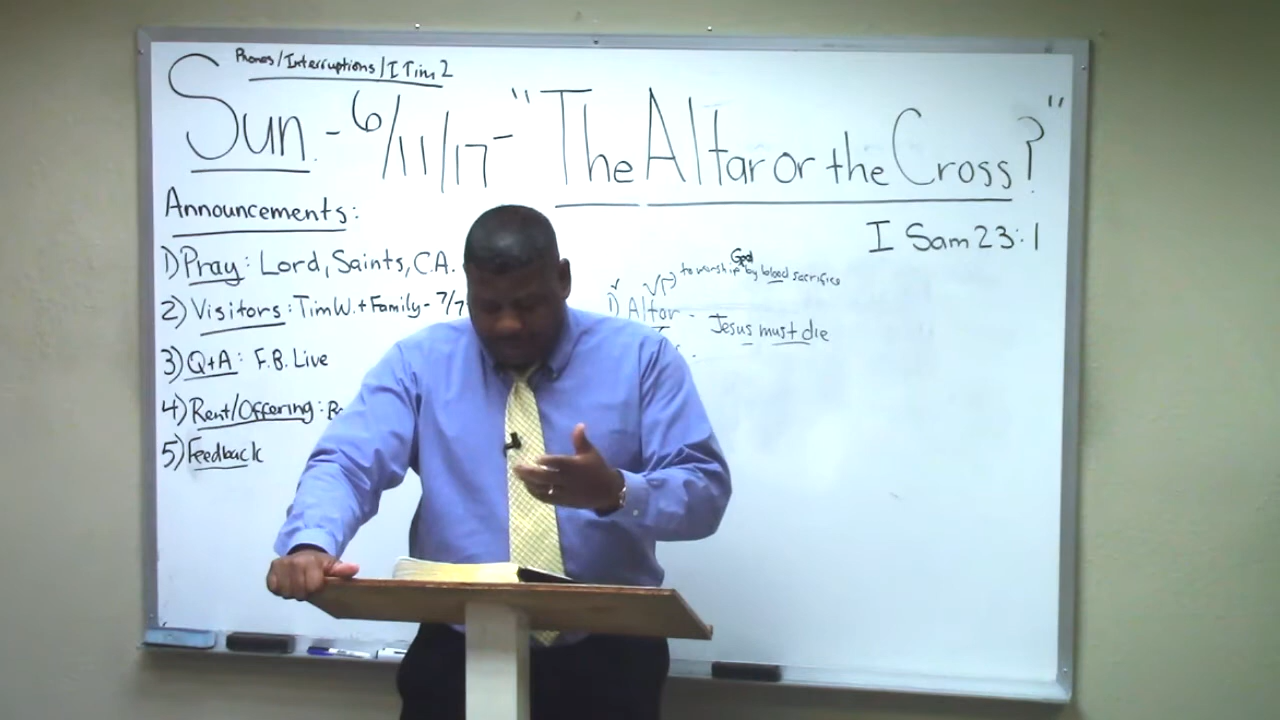 Phones/Interruptions/I Tim 2
Sun. - 6/11/17 - "The Altar or the Cross?"
I Sam 23:1
Announcements:
1) Pray: Lord, Saints, C.A.
2) Visitors: Tim W. + Family - 7/7
3) Q+A: F.B. Live
4) Rent/Offering:
5) Feedback
to worship God by blood sacrifice
1) Altar -
Jesus must die